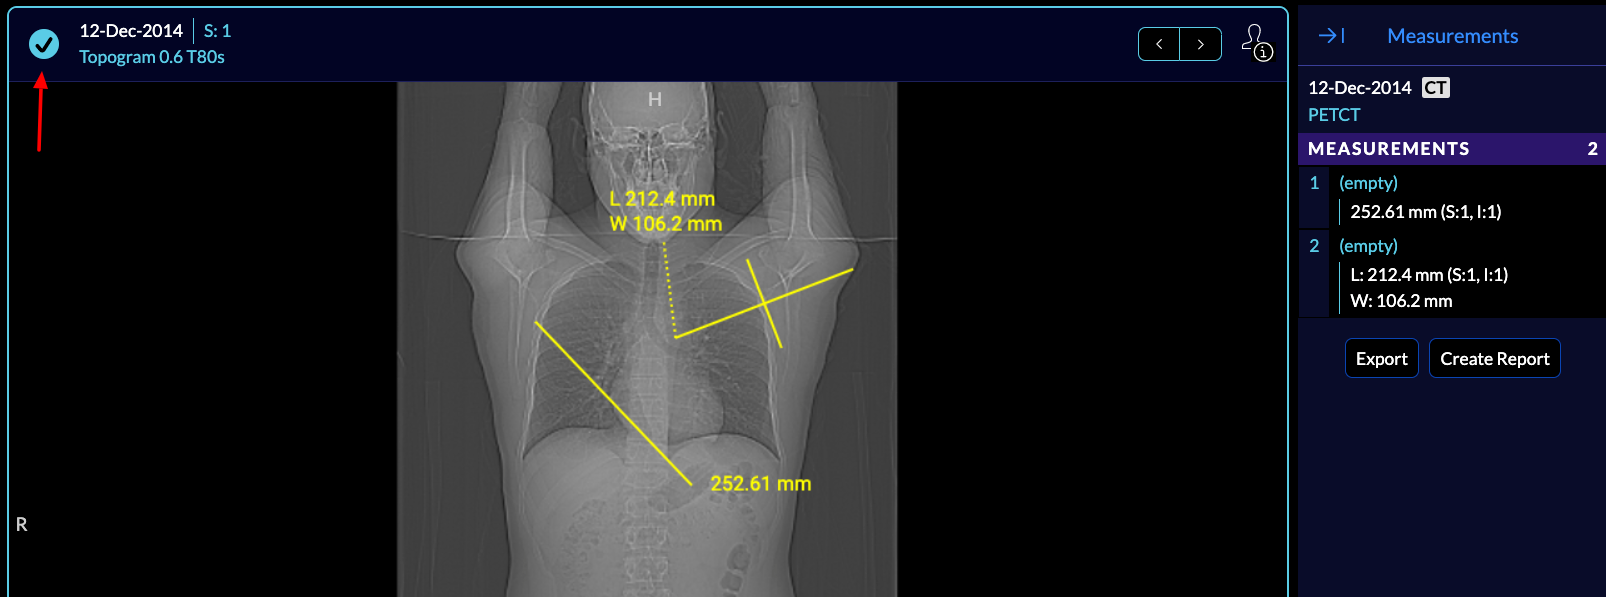 12-Dec-2014 S: 1
Topogram 0.6 T80s
H
L 212.4 mm
W 106.2 mm
252.61 mm
R
Measurements
12-Dec-2014 CT
PETCT
MEASUREMENTS 2
1 (empty)
252.61 mm (S:1, I:1)
2 (empty)
L: 212.4 mm (S:1, I:1)
W: 106.2 mm
Export Create Report